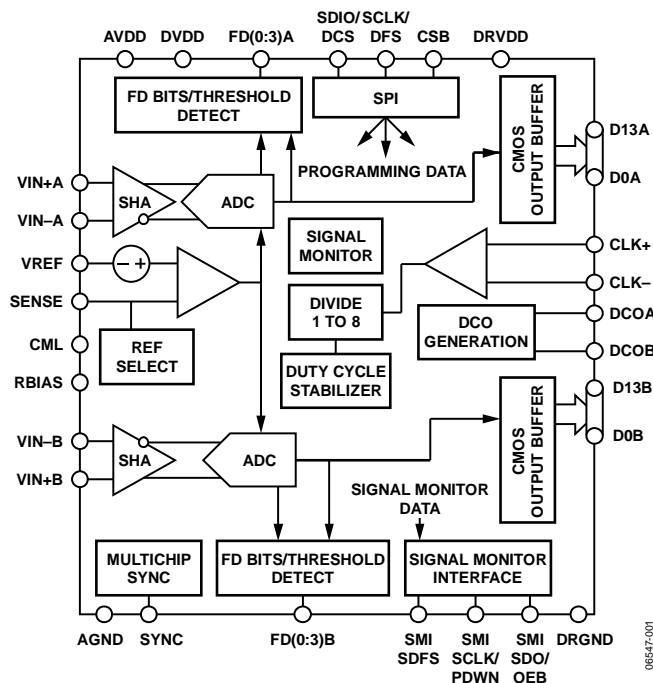 SDIO/ SCLK/
AVDD DVDD FD(0:3)A DCS DFS CSB DRVDD
FD BITS/THRESHOLD
DETECT
SPI
CMOS
OUTPUT BUFFER
D13A
D0A
PROGRAMMING DATA
VIN+A
SHA
ADC
VIN–A
SIGNAL
MONITOR
CLK+
VREF
– +
SENSE
DIVIDE
1 TO 8
CLK–
DCO
GENERATION
DCOA
CML
REF
SELECT
DUTY CYCLE
STABILIZER
DCOB
RBIAS
D13B
CMOS
OUTPUT BUFFER
VIN–B
SHA
ADC
D0B
VIN+B
SIGNAL MONITOR
DATA
MULTICHIP
SYNC
FD BITS/THRESHOLD
DETECT
SIGNAL MONITOR
INTERFACE
AGND SYNC FD(0:3)B SMI SMI SMI DRGND
SDFS SCLK/ SDO/
PDWN OEB
06547-001